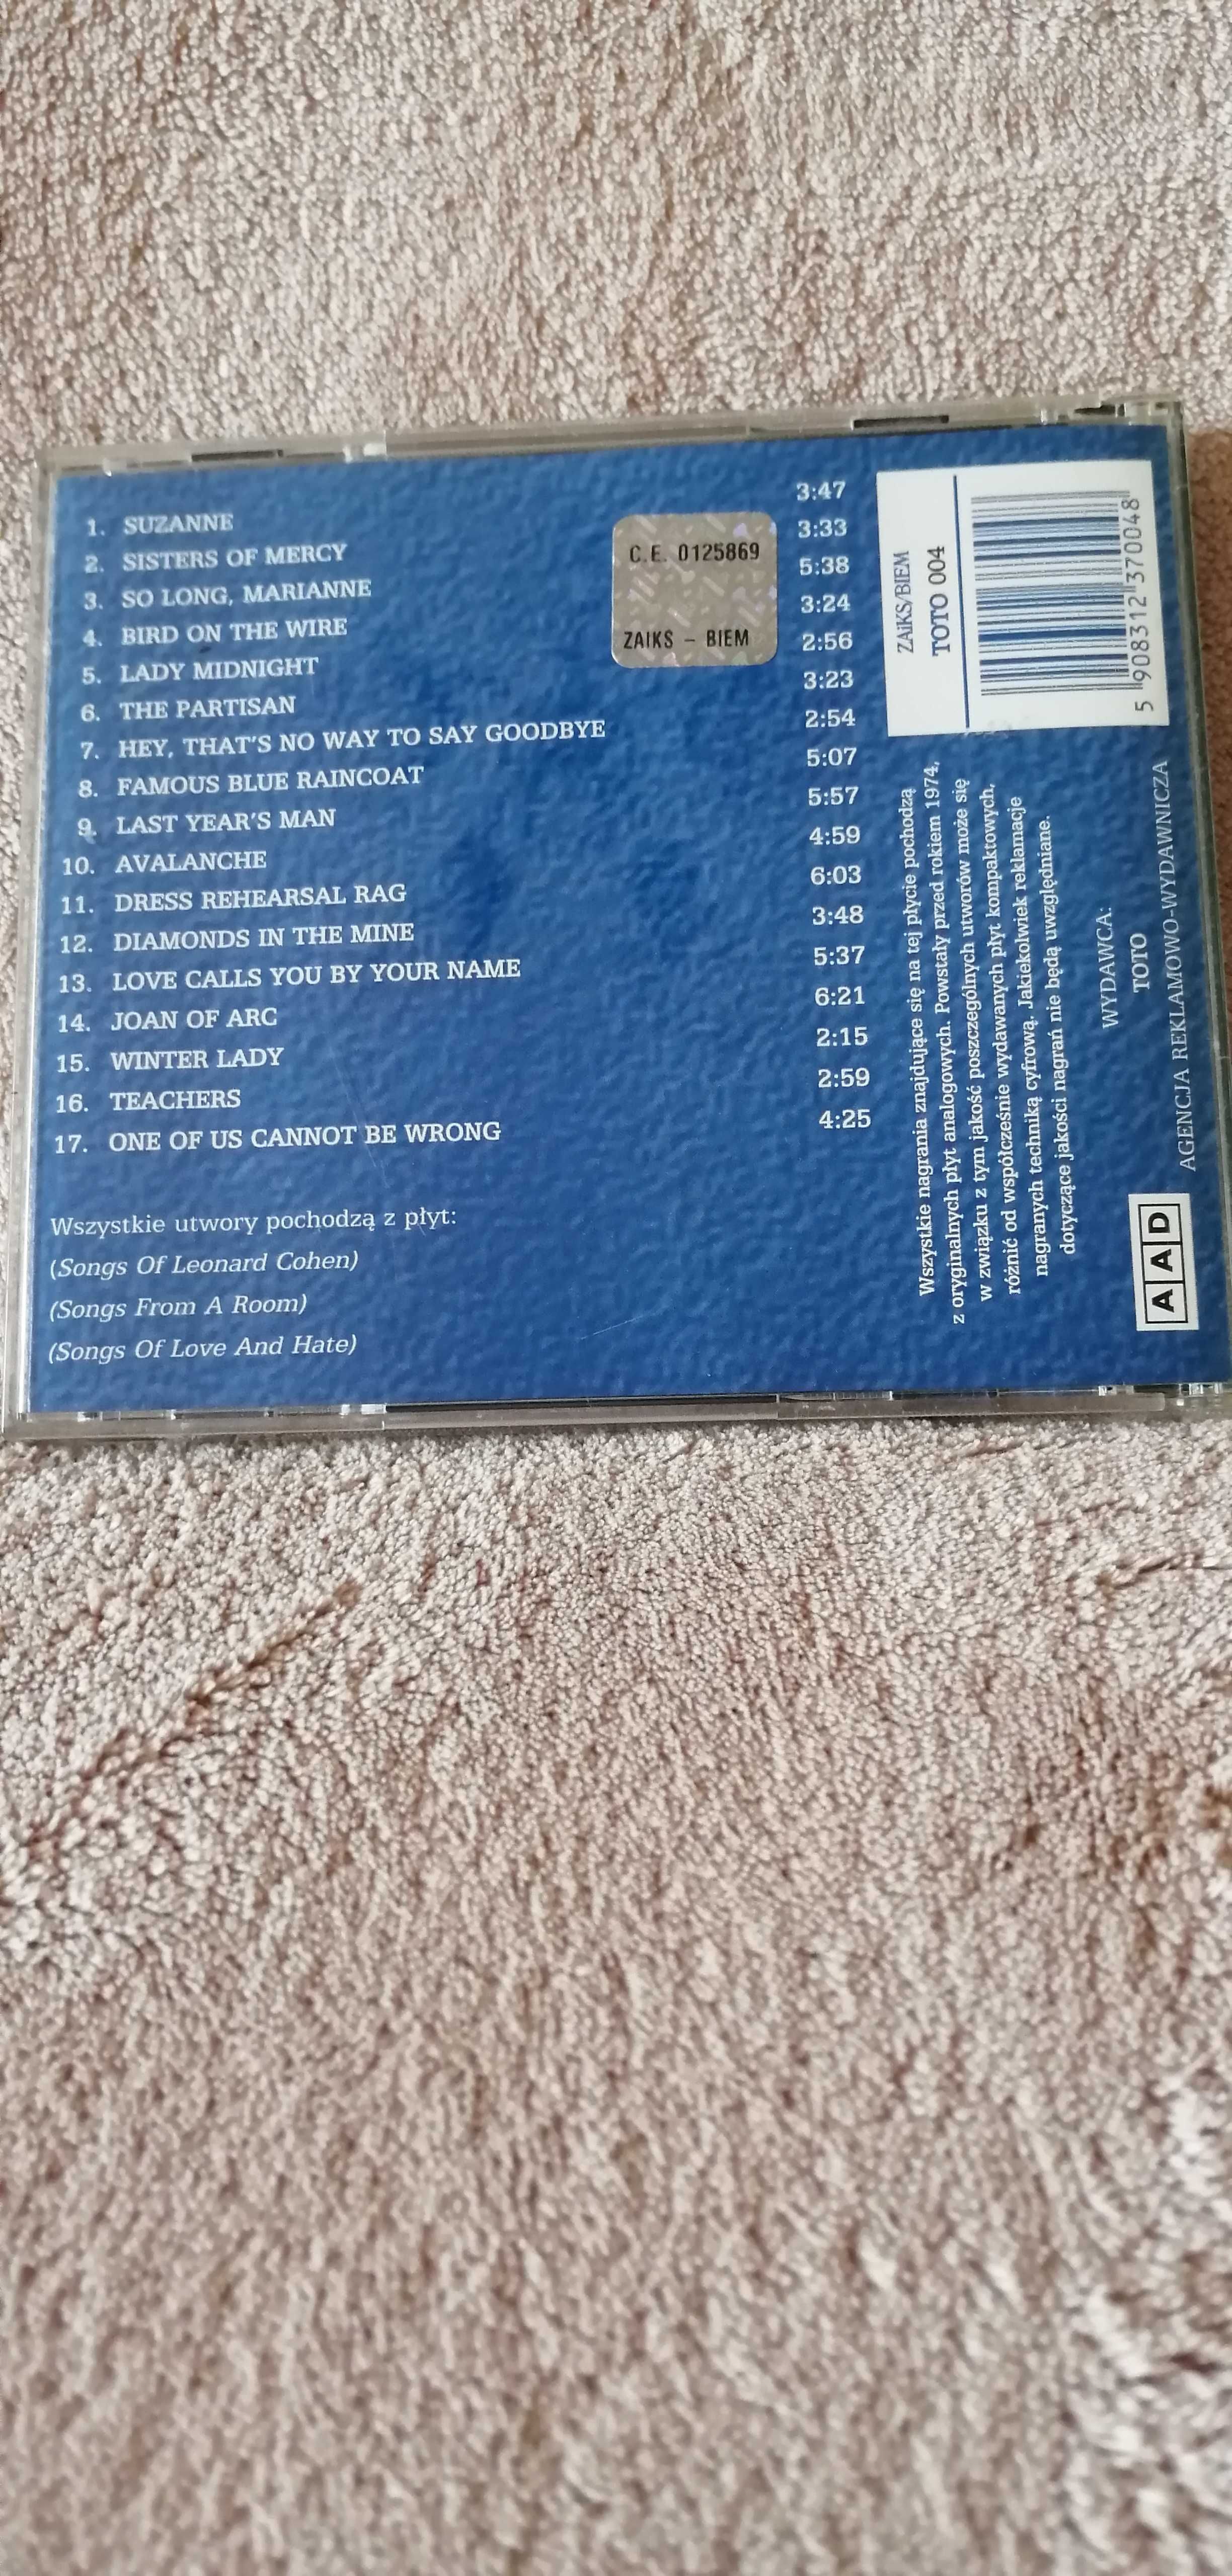 1. SUZANNE 3:47
2. SISTERS OF MERCY 3:33
3. SO LONG, MARIANNE 5:38
4. BIRD ON THE WIRE 3:24
5. LADY MIDNIGHT 2:56
6. THE PARTISAN 3:23
7. HEY, THAT'S NO WAY TO SAY GOODBYE 2:54
8. FAMOUS BLUE RAINCOAT 5:07
9. LAST YEAR'S MAN 5:57
10. AVALANCHE 4:59
11. DRESS REHEARSAL RAG 6:03
12. DIAMONDS IN THE MINE 3:48
13. LOVE CALLS YOU BY YOUR NAME 5:37
14. JOAN OF ARC 6:21
15. WINTER LADY 2:15
16. TEACHERS 2:59
17. ONE OF US CANNOT BE WRONG 4:25
Wszystkie utwory pochodzą z płyt:
(Songs Of Leonard Cohen)
(Songs From A Room)
(Songs Of Love And Hate)
C.E. 0125869
ZAIKS - BIEM
ZAiKS/BIEM
TOTO 004
5 908312 370048
Wszystkie nagrania znajdujące się na tej płycie pochodzą
z oryginalnych płyt analogowych. Powstały przed rokiem 1974,
w związku z tym jakość poszczególnych utworów może się
różnić od współcześnie wydawanych płyt kompaktowych,
nagranych techniką cyfrową. Jakiekolwiek reklamacje
dotyczące jakości nagrań nie będą uwzględniane.
WYDAWCA:
TOTO
AGENCJA REKLAMOWO-WYDAWNICZA
AAD